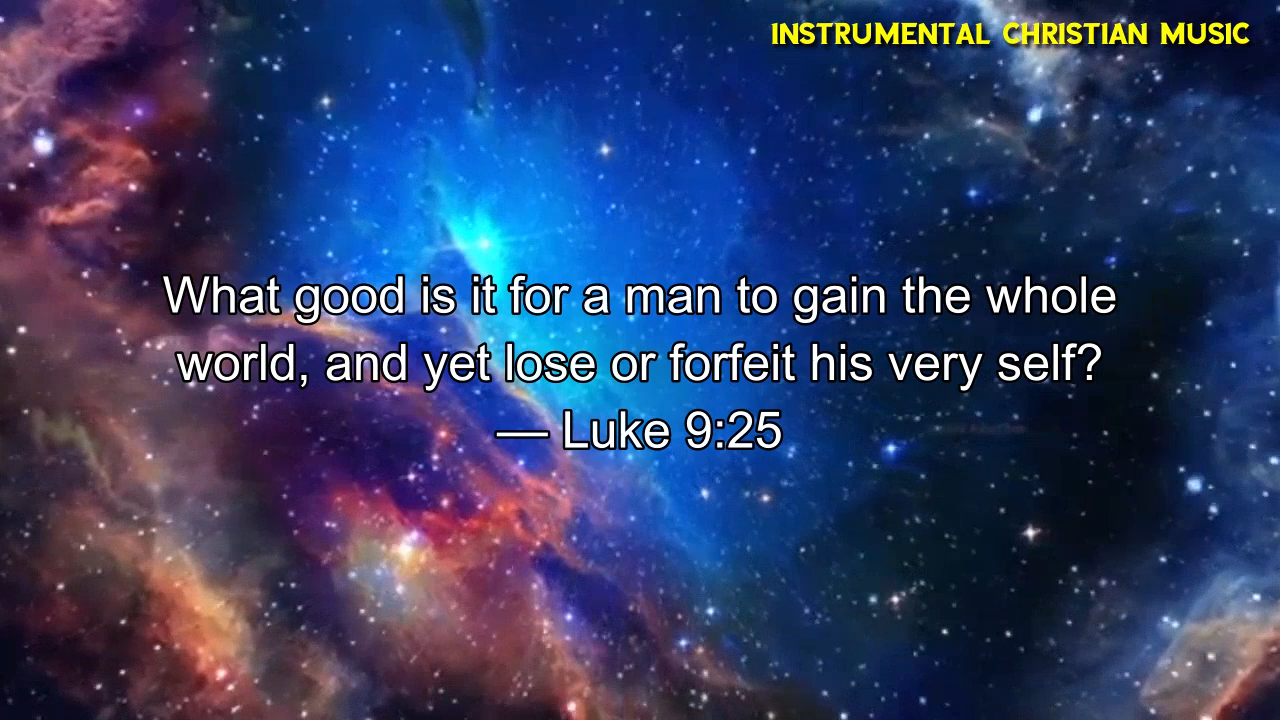 INSTRUMENTAL CHRISTIAN MUSIC
What good is it for a man to gain the whole
world, and yet lose or forfeit his very self?
— Luke 9:25